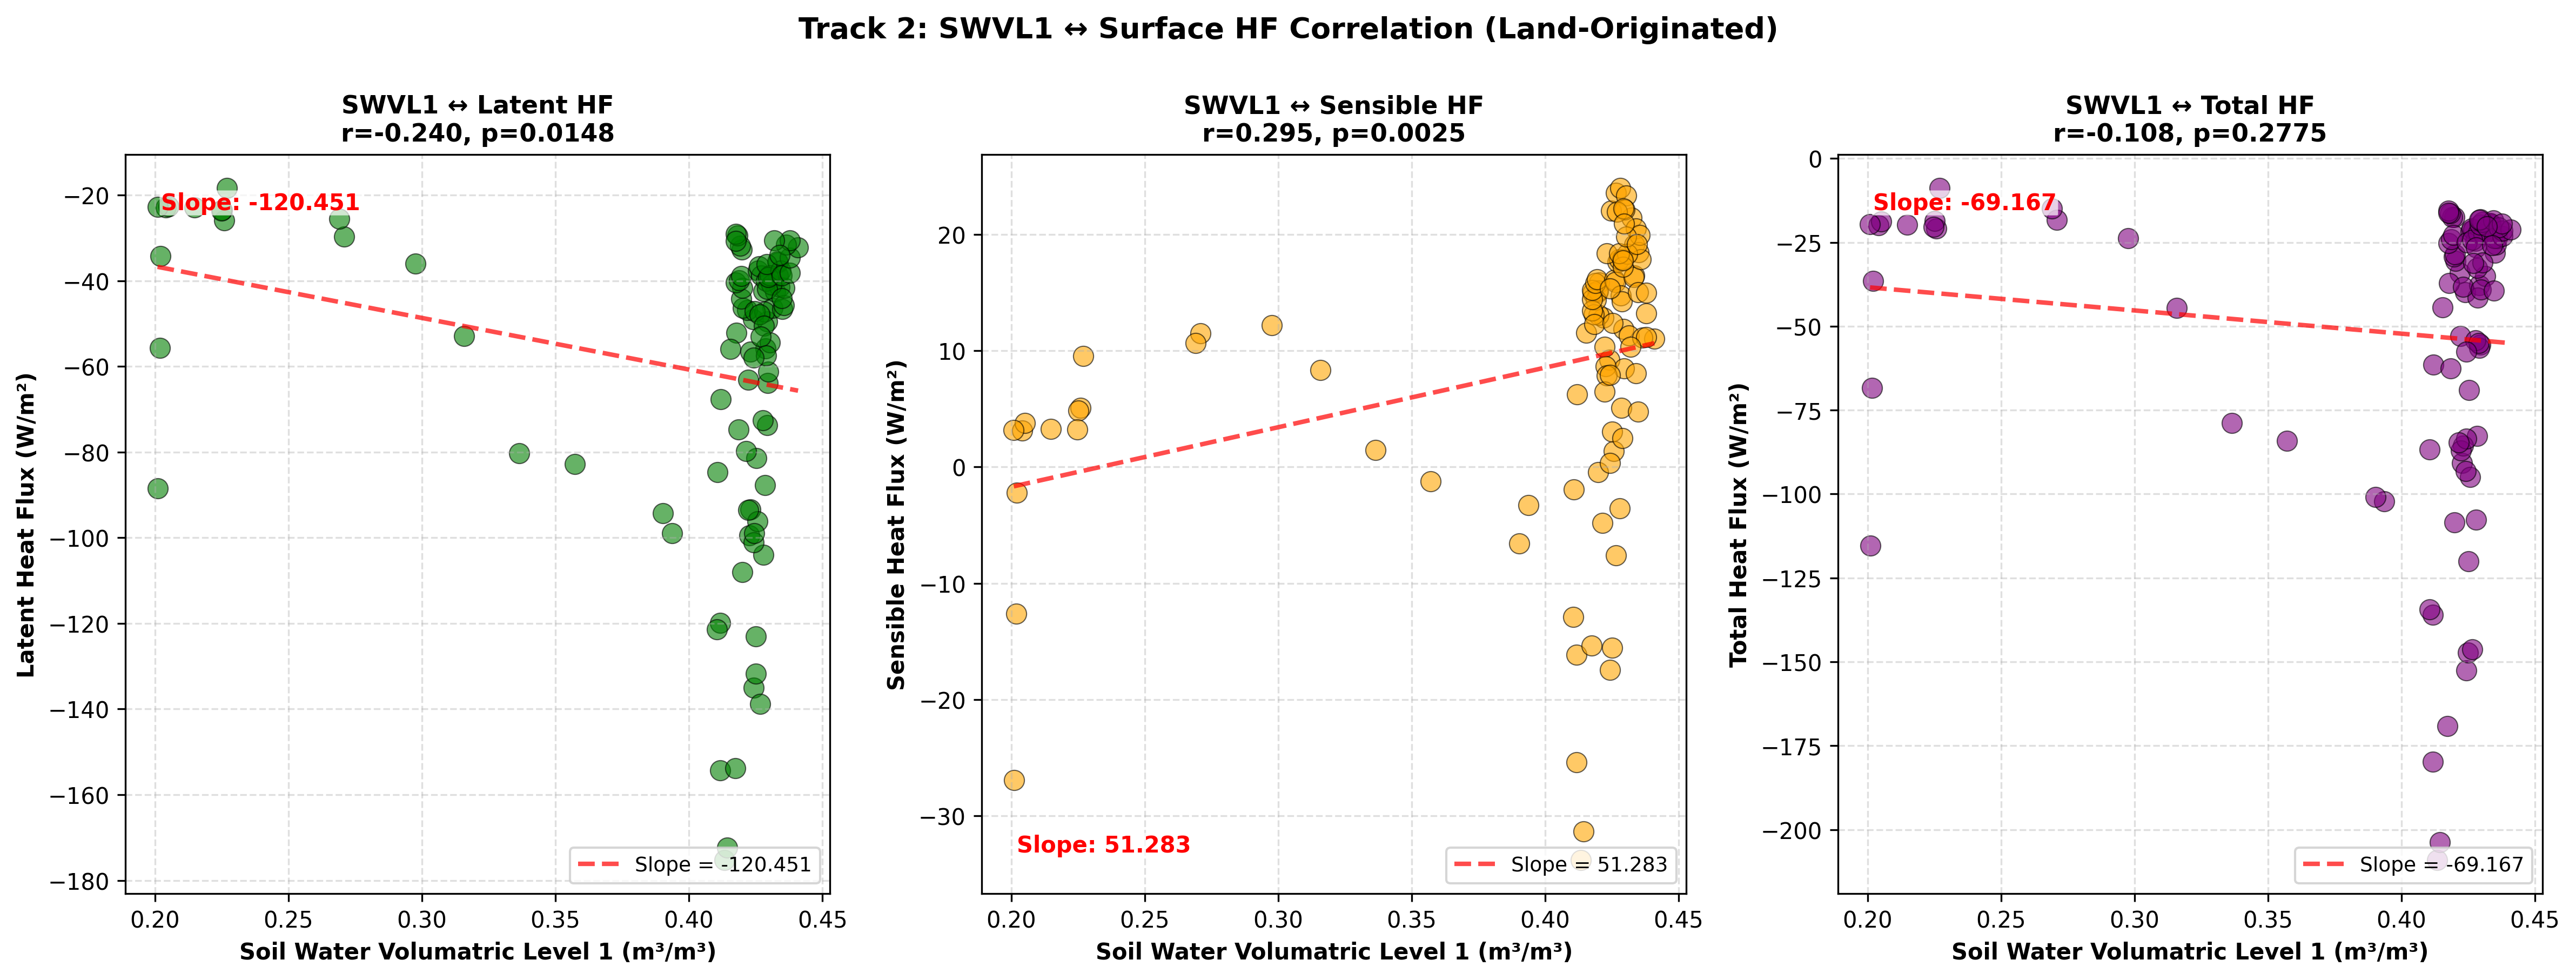 Track 2: SWVL1 ↔ Surface HF Correlation (Land-Originated)
SWVL1 ↔ Latent HF
r=-0.240, p=0.0148
Latent Heat Flux (W/m²)
−20
−40
−60
−80
−100
−120
−140
−160
−180
Slope: -120.451
Slope = -120.451
0.20
0.25
0.30
0.35
0.40
0.45
Soil Water Volumatric Level 1 (m³/m³)
SWVL1 ↔ Sensible HF
r=0.295, p=0.0025
Sensible Heat Flux (W/m²)
20
10
0
−10
−20
−30
Slope: 51.283
Slope = 51.283
0.20
0.25
0.30
0.35
0.40
0.45
Soil Water Volumatric Level 1 (m³/m³)
SWVL1 ↔ Total HF
r=-0.108, p=0.2775
Total Heat Flux (W/m²)
0
−25
−50
−75
−100
−125
−150
−175
−200
Slope: -69.167
Slope = -69.167
0.20
0.25
0.30
0.35
0.40
0.45
Soil Water Volumatric Level 1 (m³/m³)